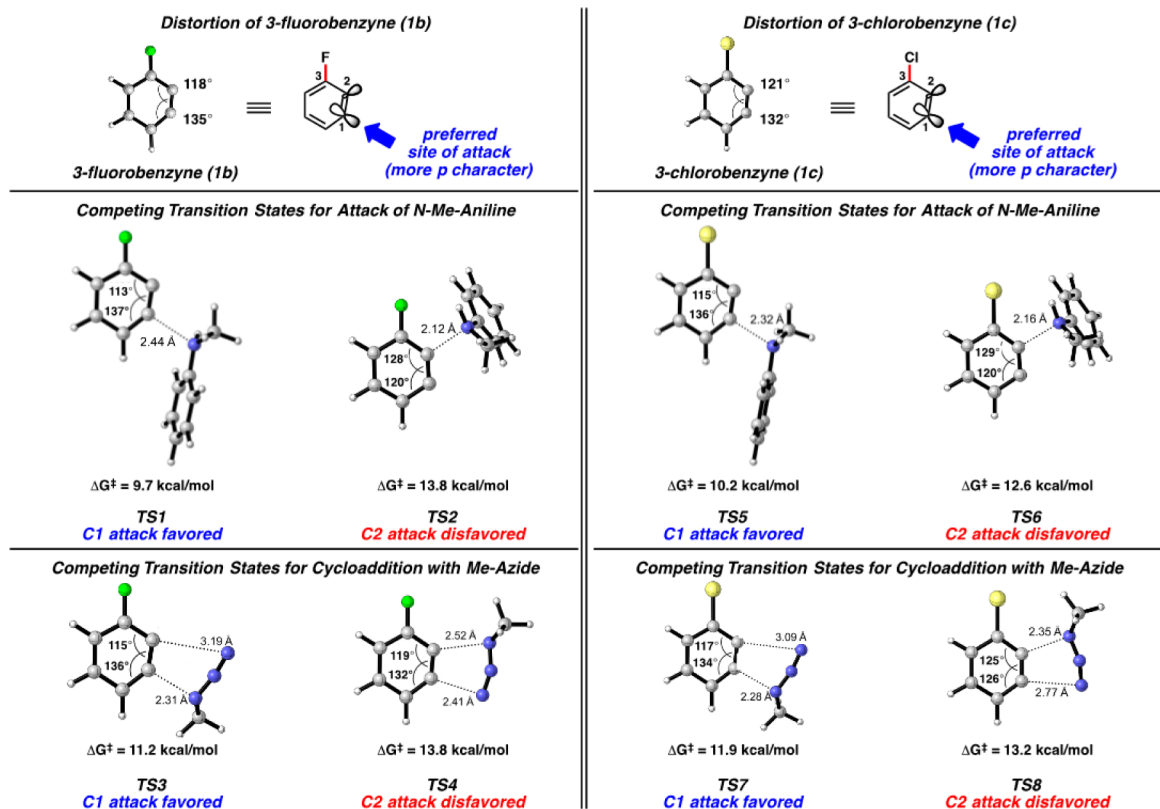 Distortion of 3-fluorobenzyne (1b)
118°
135°
F
3
2
1
preferred
site of attack
(more p character)
3-fluorobenzyne (1b)
Competing Transition States for Attack of N-Me-Aniline
113°
137°
2.44 Å
ΔG‡ = 9.7 kcal/mol
TS1
C1 attack favored
2.12 Å
128°
120°
ΔG‡ = 13.8 kcal/mol
TS2
C2 attack disfavored
Competing Transition States for Cycloaddition with Me-Azide
115°
136°
3.19 Å
2.31 Å
ΔG‡ = 11.2 kcal/mol
TS3
C1 attack favored
2.52 Å
119°
132°
2.41 Å
ΔG‡ = 13.8 kcal/mol
TS4
C2 attack disfavored
Distortion of 3-chlorobenzyne (1c)
121°
132°
Cl
3
2
1
preferred
site of attack
(more p character)
3-chlorobenzyne (1c)
Competing Transition States for Attack of N-Me-Aniline
115°
136°
2.32 Å
ΔG‡ = 10.2 kcal/mol
TS5
C1 attack favored
2.16 Å
129°
120°
ΔG‡ = 12.6 kcal/mol
TS6
C2 attack disfavored
Competing Transition States for Cycloaddition with Me-Azide
117°
134°
3.09 Å
2.28 Å
ΔG‡ = 11.9 kcal/mol
TS7
C1 attack favored
2.35 Å
125°
126°
2.77 Å
ΔG‡ = 13.2 kcal/mol
TS8
C2 attack disfavored